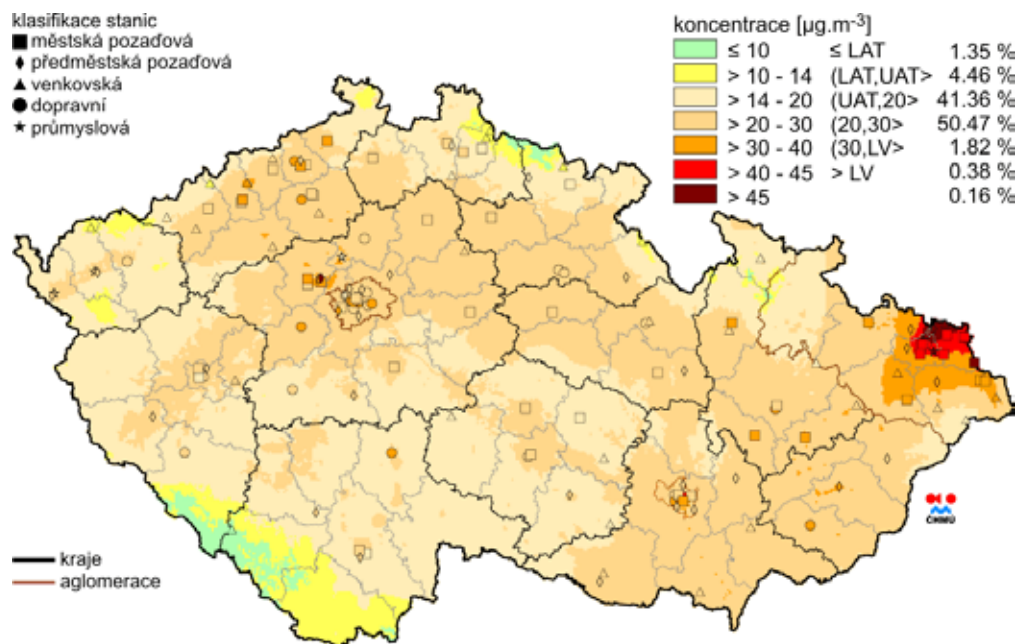 klasifikace stanic
městská pozaďová
předměstská pozaďová
venkovská
dopravní
průmyslová
koncentrace [µg.m-3]
≤ 10 ≤ LAT 1.35 %
> 10 - 14 (LAT,UAT> 4.46 %
> 14 - 20 (UAT,20> 41.36 %
> 20 - 30 (20,30> 50.47 %
> 30 - 40 (30,LV> 1.82 %
> 40 - 45 > LV 0.38 %
> 45 0.16 %
ČHMÚ
kraje
aglomerace